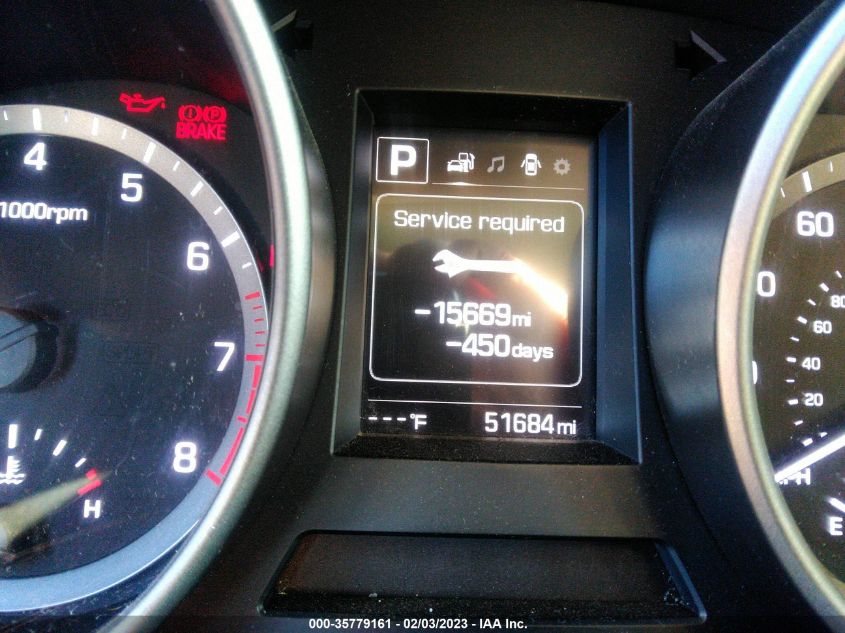 BRAKE
4
5
1000rpm
6
7
8
H
P
Service required
-15669mi
-450days
---°F
51684mi
60
80
60
40
20
E
000-35779161 - 02/03/2023 - IAA Inc.